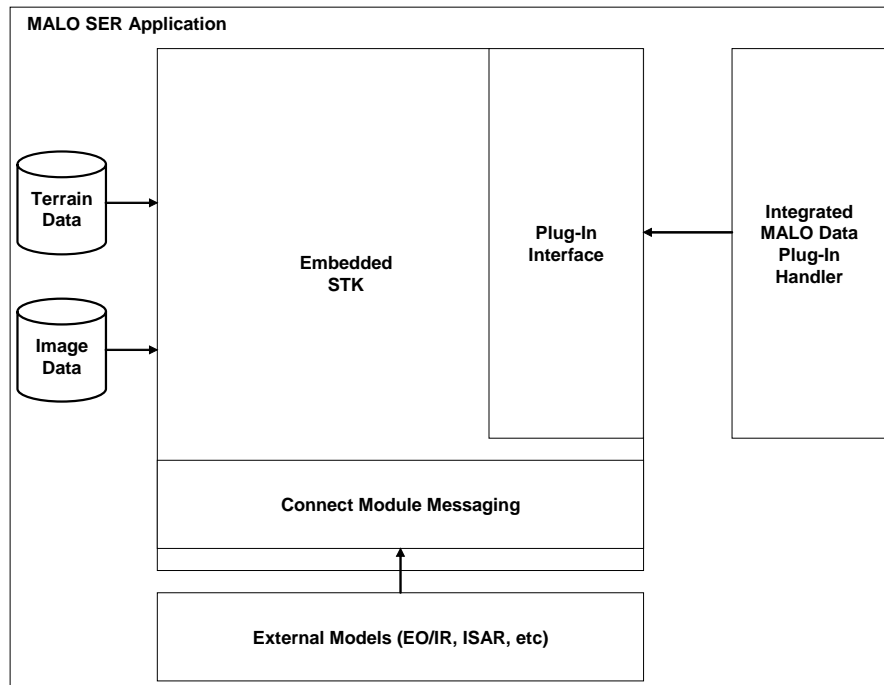 MALO SER Application
Terrain
Data
Image
Data
Embedded
STK
Plug-In
Interface
Integrated
MALO Data
Plug-In
Handler
Connect Module Messaging
External Models (EO/IR, ISAR, etc)